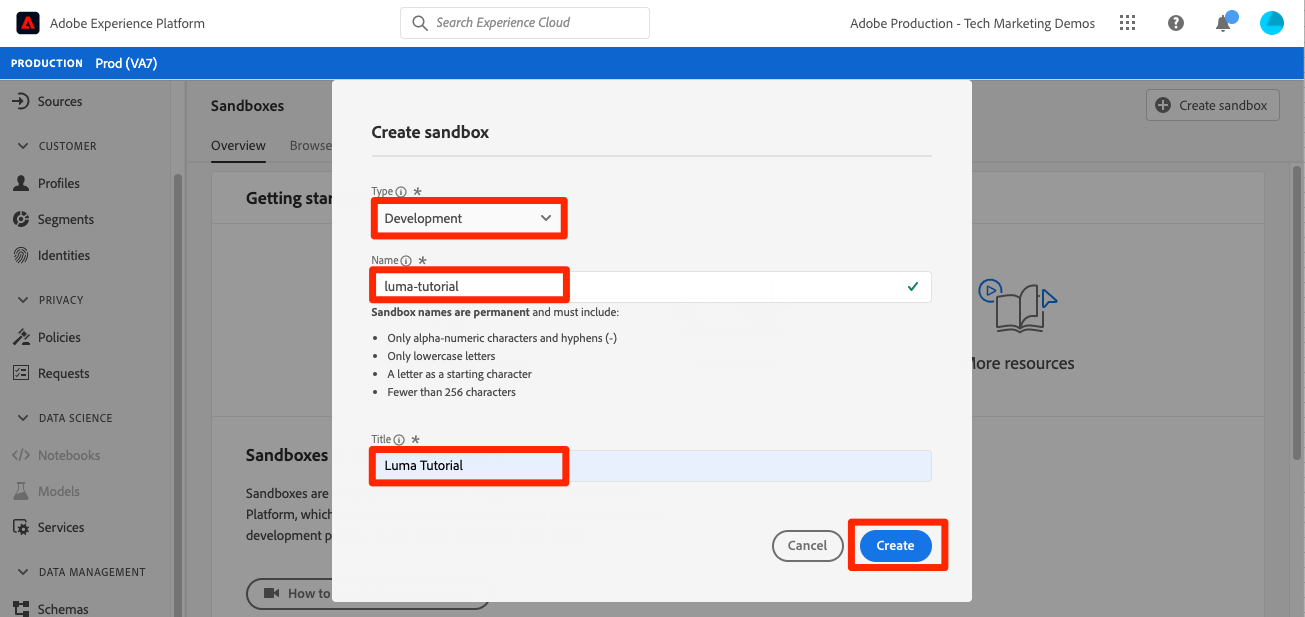 Adobe Experience Platform
Search Experience Cloud
Adobe Production - Tech Marketing Demos
PRODUCTION Prod (VA7)
Sources
CUSTOMER
Profiles
Segments
Identities
PRIVACY
Policies
Requests
DATA SCIENCE
Notebooks
Models
Services
DATA MANAGEMENT
Schemas
Sandboxes
Create sandbox
Overview
Browse
Getting star
More resources
Sandboxes
Sandboxes are
Platform, which
development p
How to
Create sandbox
Type *
Development
Name *
luma-tutorial
Sandbox names are permanent and must include:
• Only alpha-numeric characters and hyphens (-)
• Only lowercase letters
• A letter as a starting character
• Fewer than 256 characters
Title *
Luma Tutorial
Cancel
Create